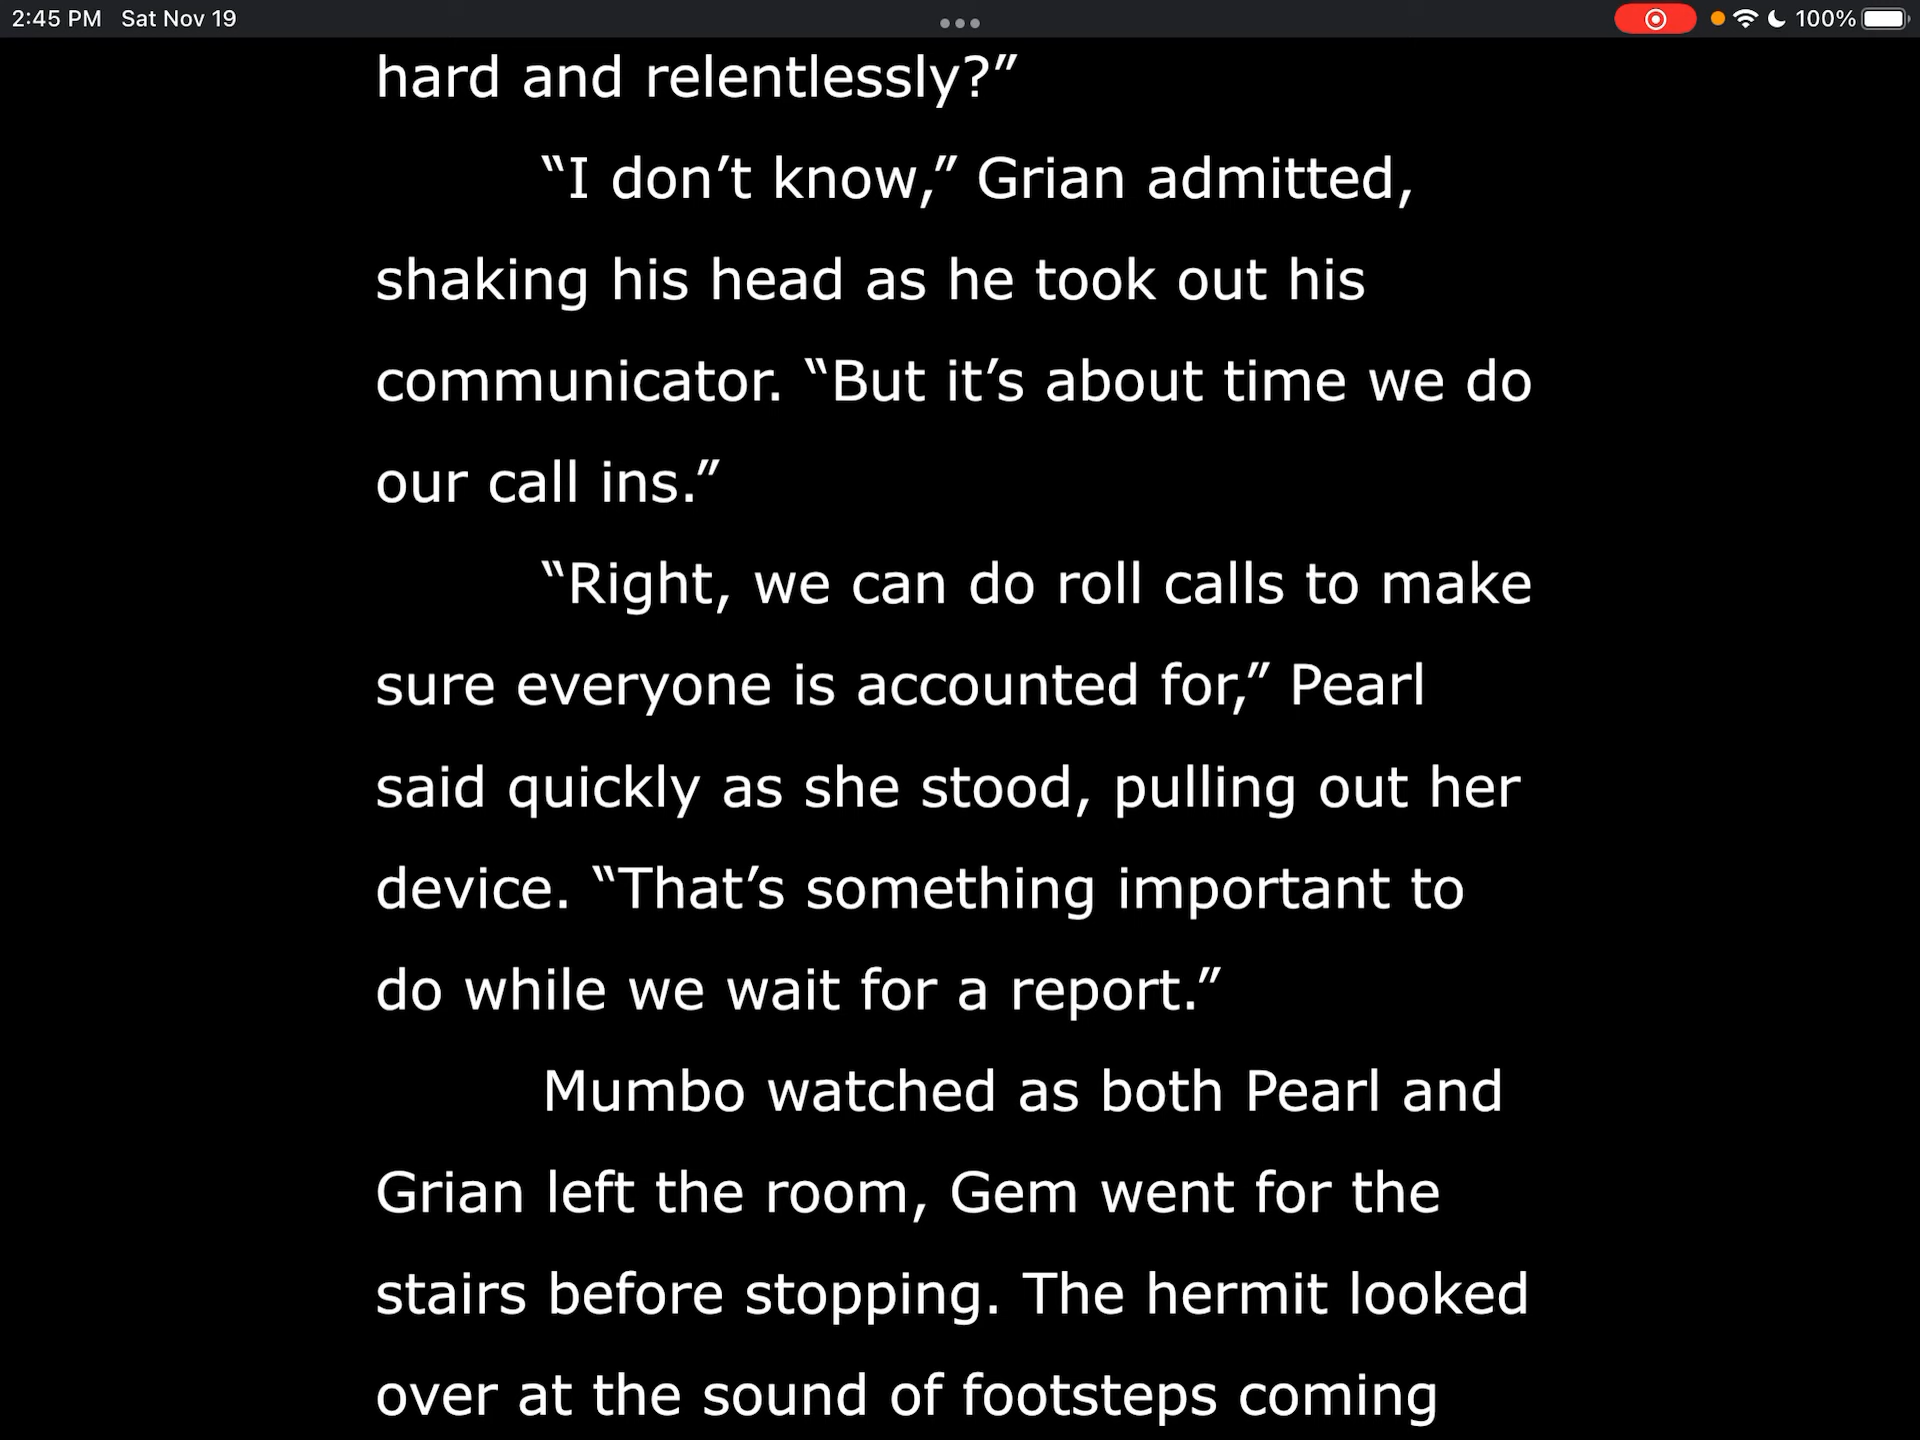 2:45 PM Sat Nov 19
100%
hard and relentlessly?”
“I don’t know,” Grian admitted,
shaking his head as he took out his
communicator. “But it’s about time we do
our call ins.”
“Right, we can do roll calls to make
sure everyone is accounted for,” Pearl
said quickly as she stood, pulling out her
device. “That’s something important to
do while we wait for a report.”
Mumbo watched as both Pearl and
Grian left the room, Gem went for the
stairs before stopping. The hermit looked
over at the sound of footsteps coming